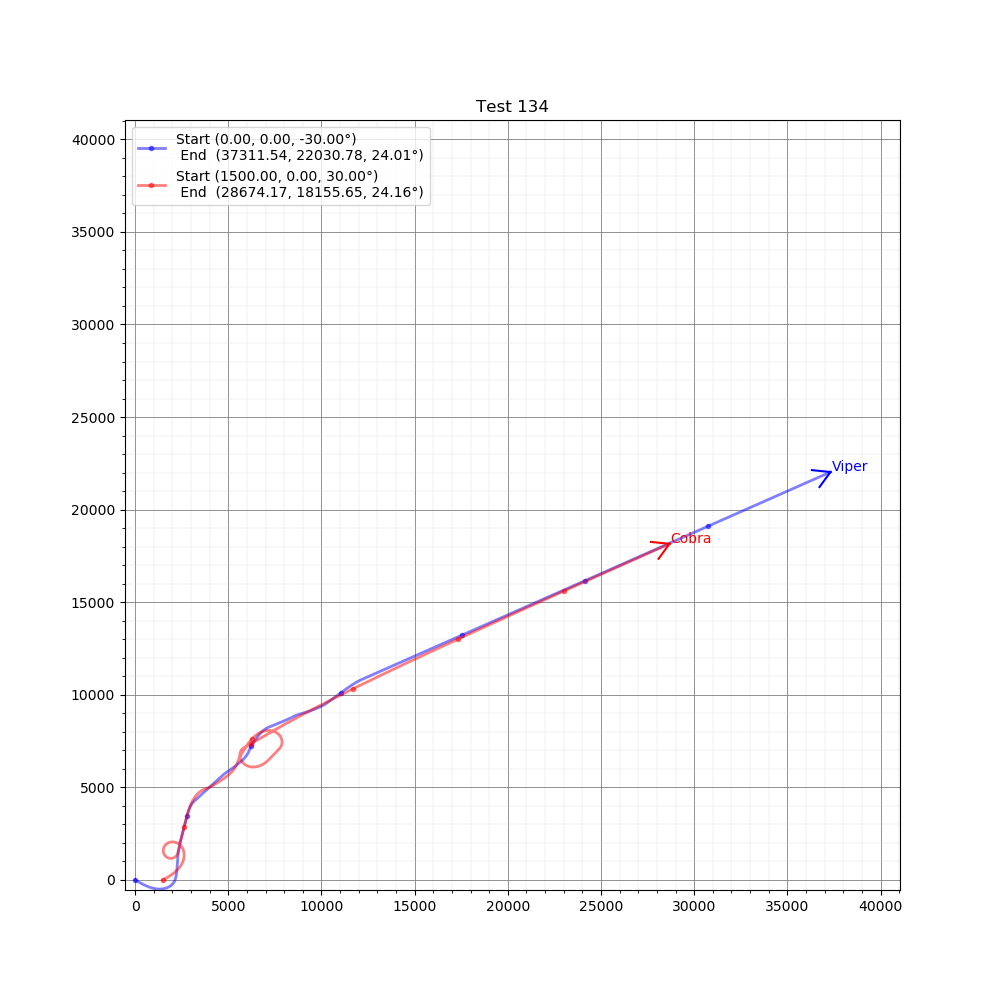 Test 134
Start (0.00, 0.00, -30.00°)
End (37311.54, 22030.78, 24.01°)
Start (1500.00, 0.00, 30.00°)
End (28674.17, 18155.65, 24.16°)
40000
35000
30000
25000
20000
15000
10000
5000
0
Viper
Cobra
0 5000 10000 15000 20000 25000 30000 35000 40000